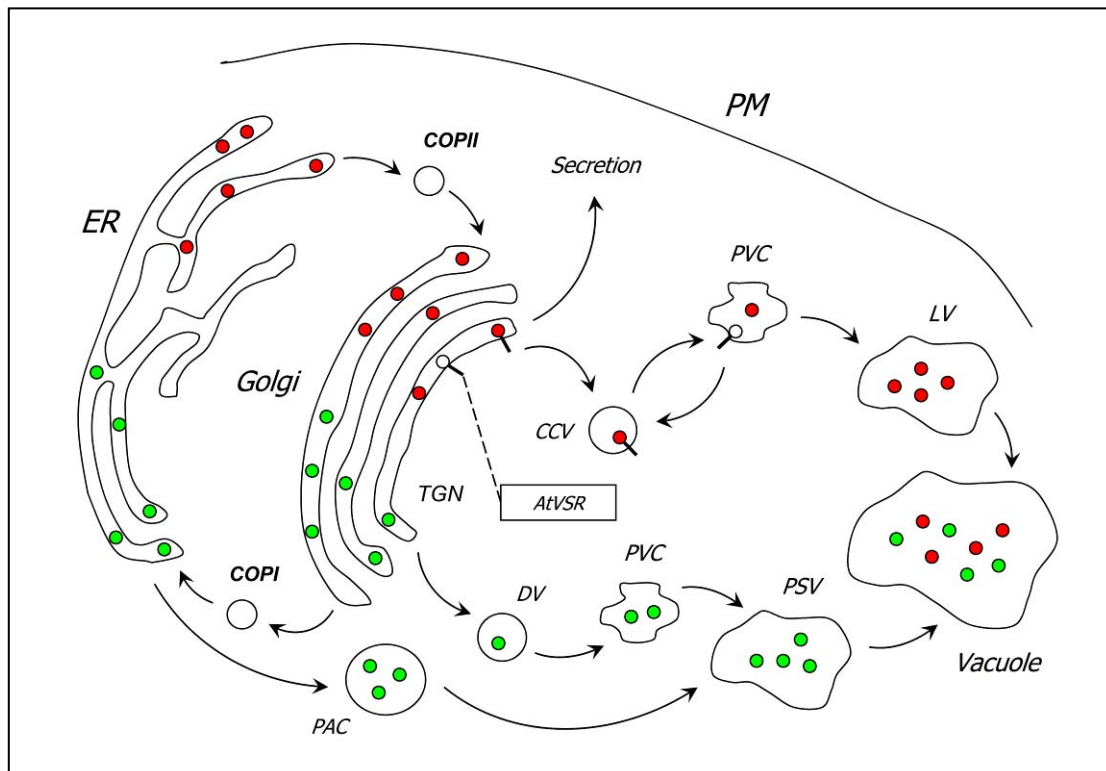 PM
COPII
Secretion
ER
PVC
LV
Golgi
CCV
TGN
AtVSR
PVC
COPI
DV
PSV
Vacuole
PAC